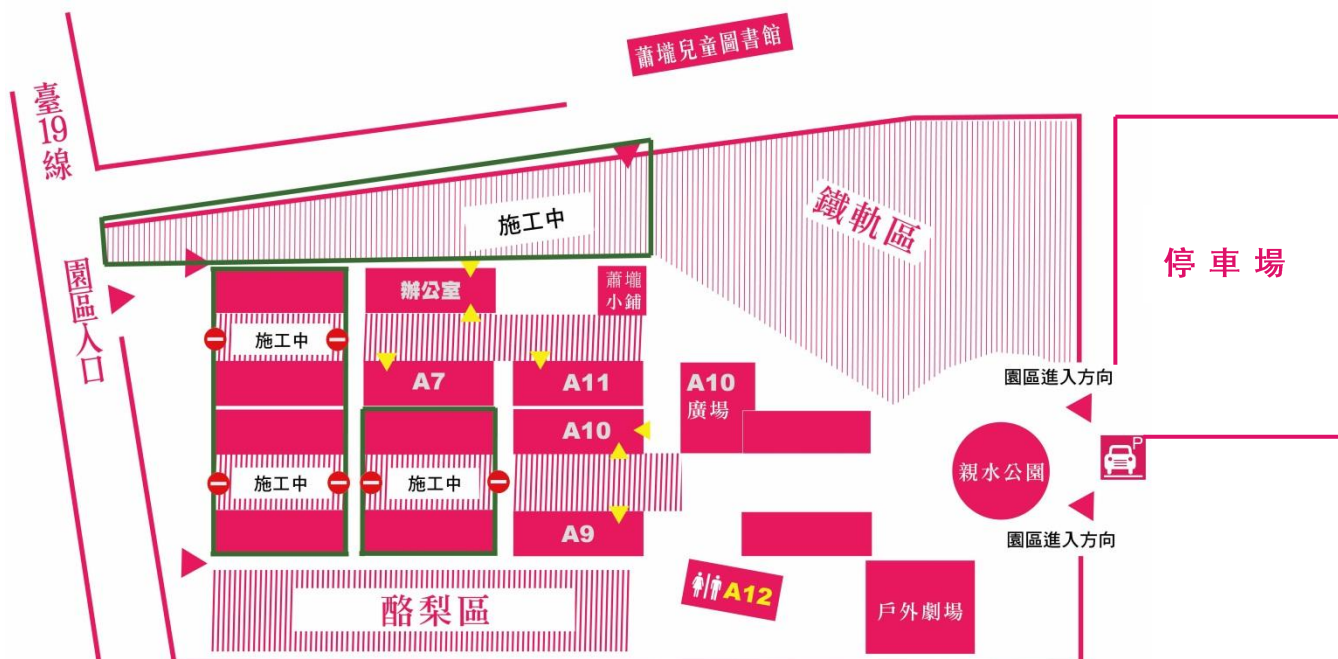 蕭壠兒童圖書館
臺19線
施工中
鐵軌區
停車場
園區入口
辦公室
蕭壠
小鋪
施工中
A7
A11
A10
廣場
園區進入方向
A10
P
親水公園
施工中
施工中
A9
園區進入方向
A12
酪梨區
戶外劇場